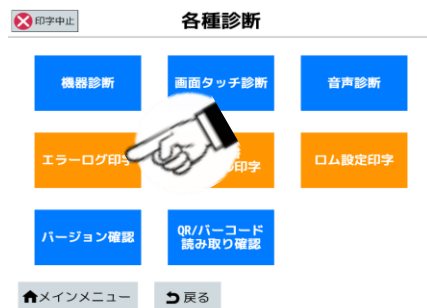 印字中止
各種診断
機器診断
画面タッチ診断
音声診断
エラーログ印字
印字
ロム設定印字
バージョン確認
QR/バーコード
読み取り確認
メインメニュー
戻る